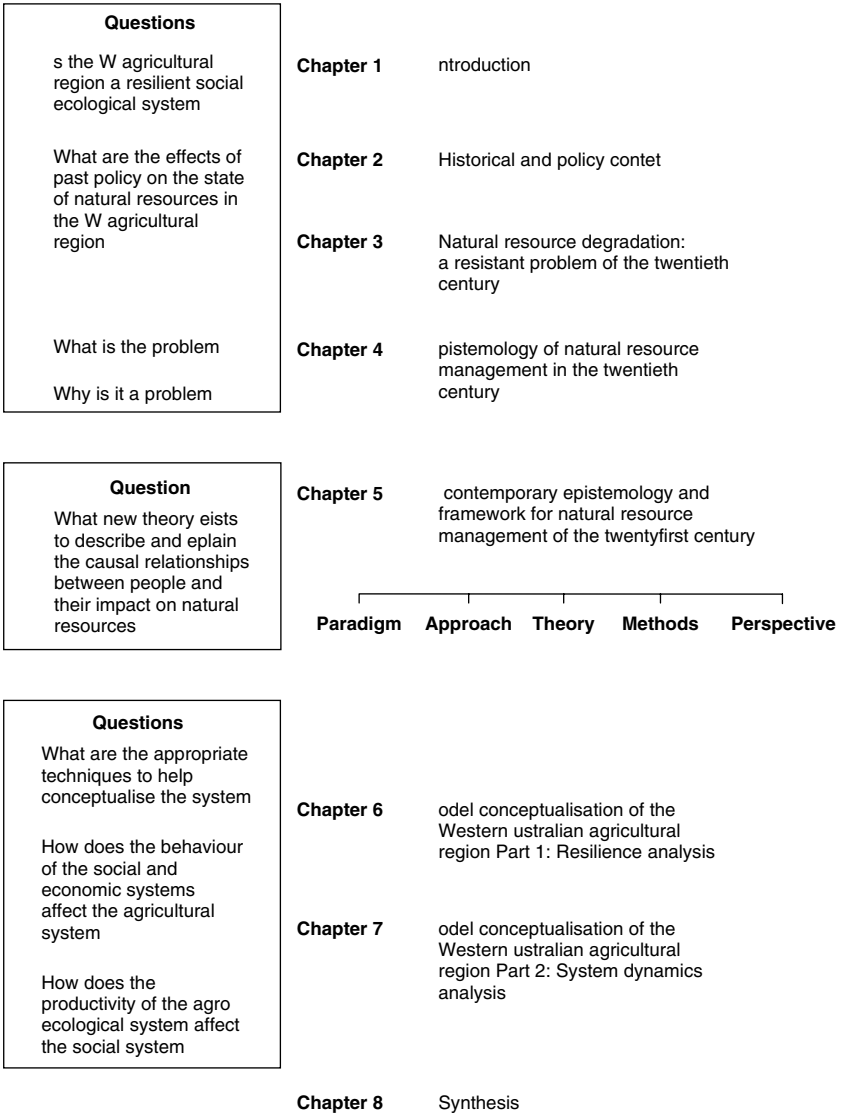 Questions
s the W agricultural
region a resilient social
ecological system
What are the effects of
past policy on the state
of natural resources in
the W agricultural
region
What is the problem
Why is it a problem
Chapter 1 ntroduction
Chapter 2 Historical and policy contet
Chapter 3 Natural resource degradation:
a resistant problem of the twentieth
century
Chapter 4 pistemology of natural resource
management in the twentieth
century
Question
What new theory eists
to describe and eplain
the causal relationships
between people and
their impact on natural
resources
Chapter 5 contemporary epistemology and
framework for natural resource
management of the twentyfirst century
Paradigm Approach Theory Methods Perspective
Questions
What are the appropriate
techniques to help
conceptualise the system
How does the behaviour
of the social and
economic systems
affect the agricultural
system
How does the
productivity of the agro
ecological system affect
the social system
Chapter 6 odel conceptualisation of the
Western ustralian agricultural
region Part 1: Resilience analysis
Chapter 7 odel conceptualisation of the
Western ustralian agricultural
region Part 2: System dynamics
analysis
Chapter 8 Synthesis